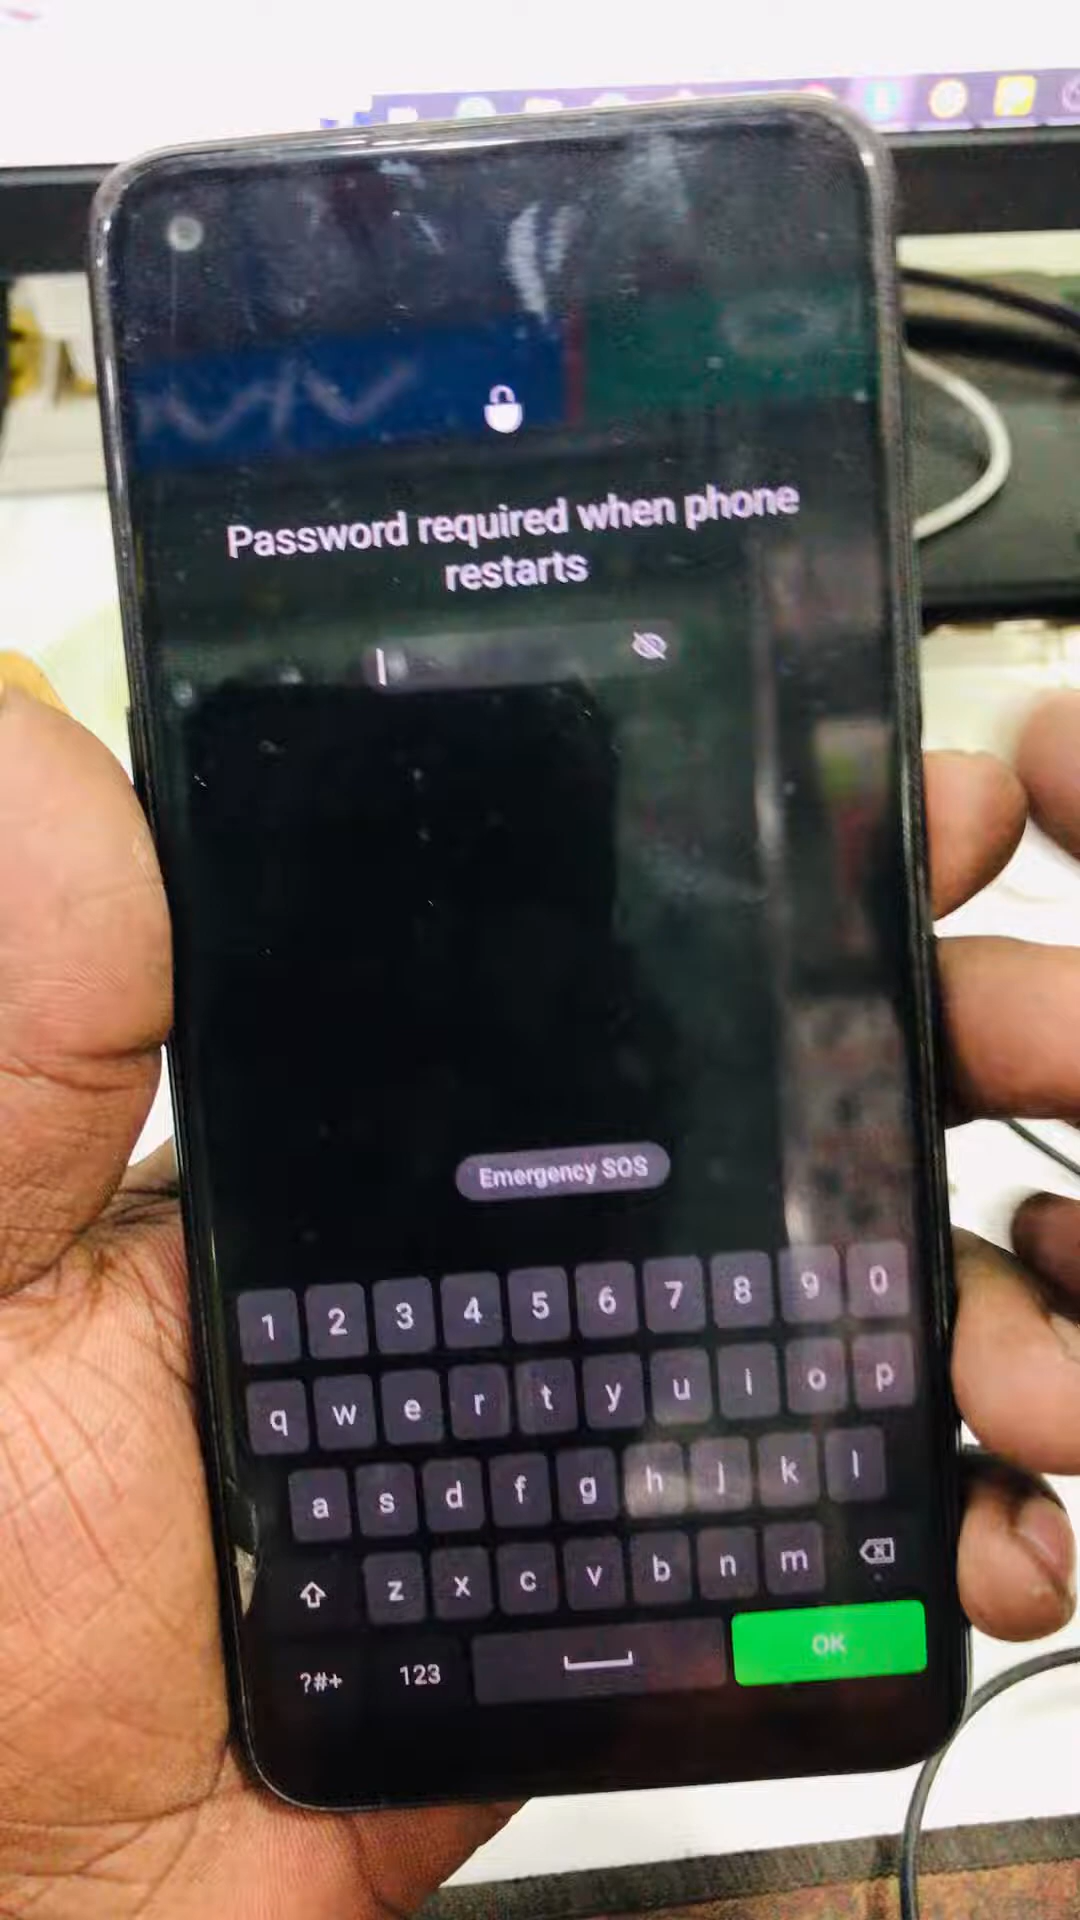 Password required when phone
restarts
Emergency SOS
1 2 3 4 5 6 7 8 9 0
q w e r t y u i o p
a s d f g h j k l
z x c v b n m
?#+ 123 OK